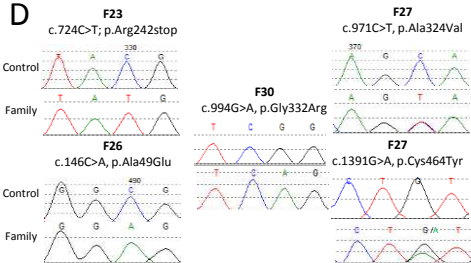 D
F23
c.724C>T; p.Arg242stop
330
T A C G
Control
Family
T A T G
F26
c.146C>A, p.Ala49Glu
490
G G C G
Control
Family
G G A G
F30
c.994G>A, p.Gly332Arg
T C G G
T C A G
F27
c.971C>T, p.Ala324Val
370
A G C A
A G T A
F27
c.1391G>A, p.Cys464Tyr
C T G T
C T G/A T